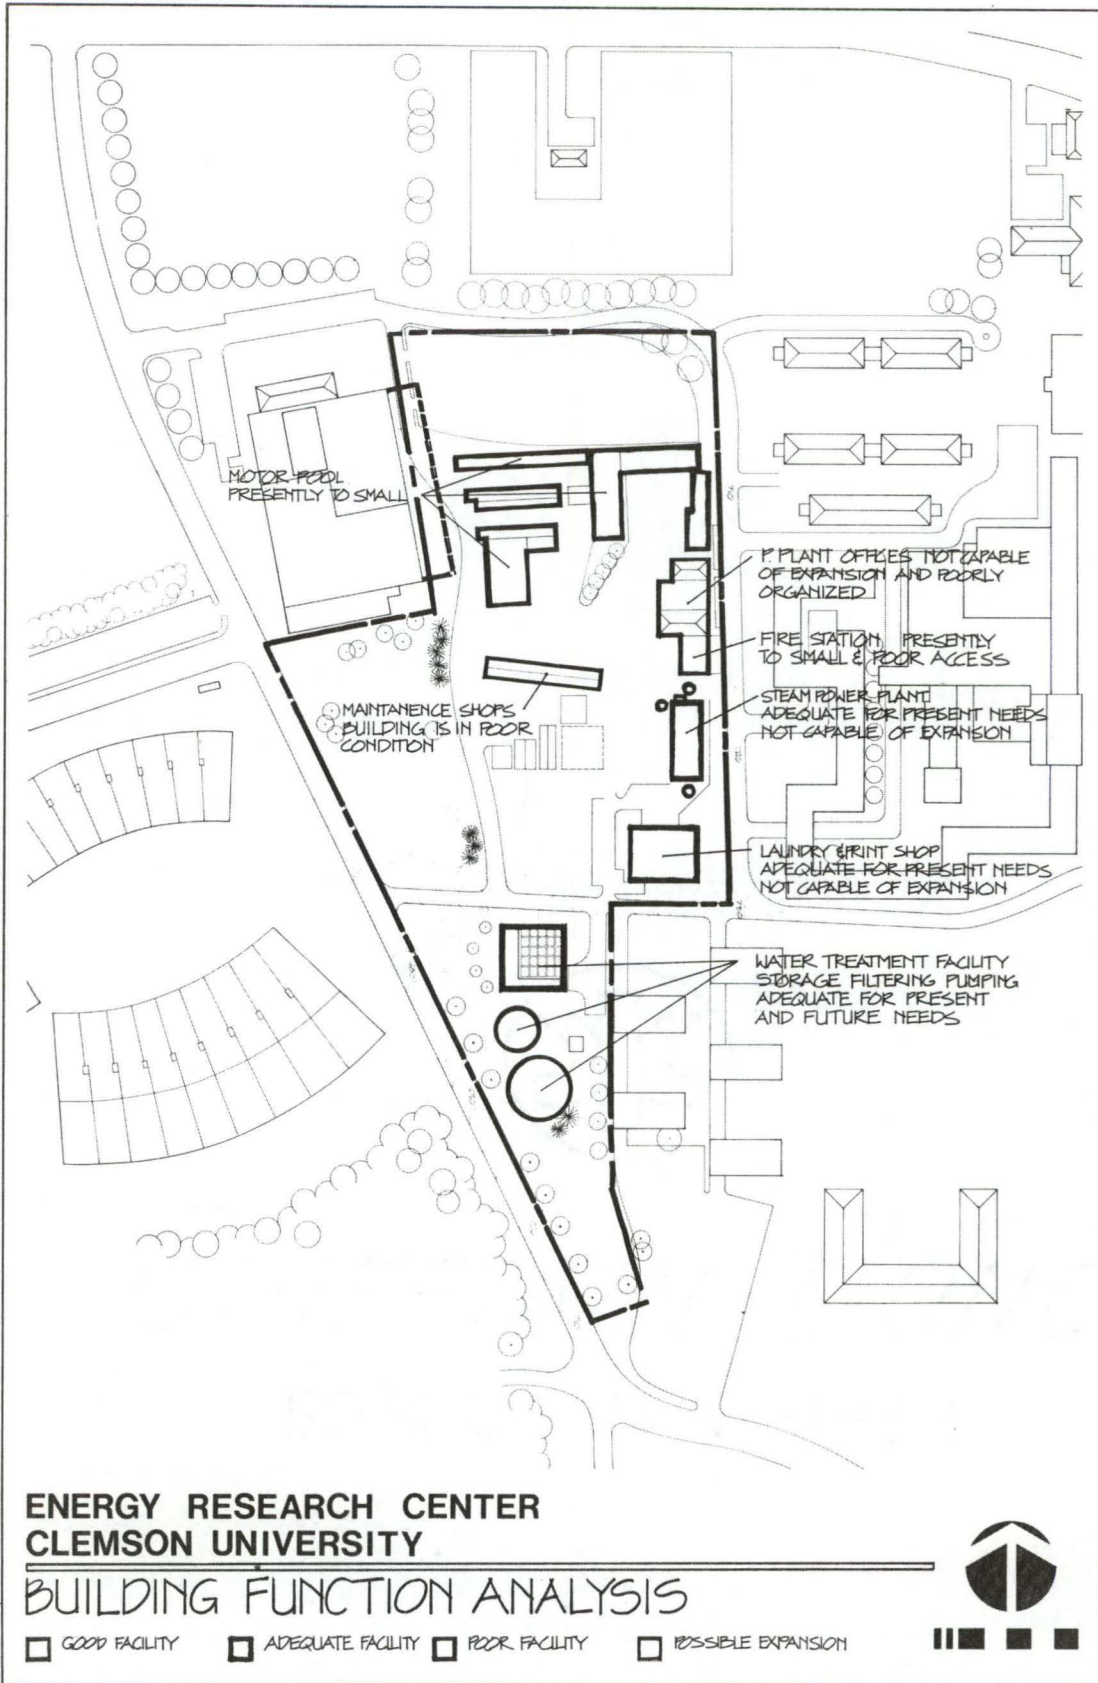 MOTOR POOL
PRESENTLY TO SMALL
P. PLANT OFFICES NOT CAPABLE
OF EXPANSION AND POORLY
ORGANIZED
FIRE STATION PRESENTLY
TO SMALL & POOR ACCESS
STEAM POWER PLANT
ADEQUATE FOR PRESENT NEEDS
NOT CAPABLE OF EXPANSION
MAINTANENCE SHOPS
BUILDING IS IN POOR
CONDITION
LAUNDRY & PRINT SHOP
ADEQUATE FOR PRESENT NEEDS
NOT CAPABLE OF EXPANSION
WATER TREATMENT FACILITY
STORAGE FILTERING PUMPING
ADEQUATE FOR PRESENT
AND FUTURE NEEDS
ENERGY RESEARCH CENTER
CLEMSON UNIVERSITY
BUILDING FUNCTION ANALYSIS
GOOD FACILITY ADEQUATE FACILITY POOR FACILITY POSSIBLE EXPANSION